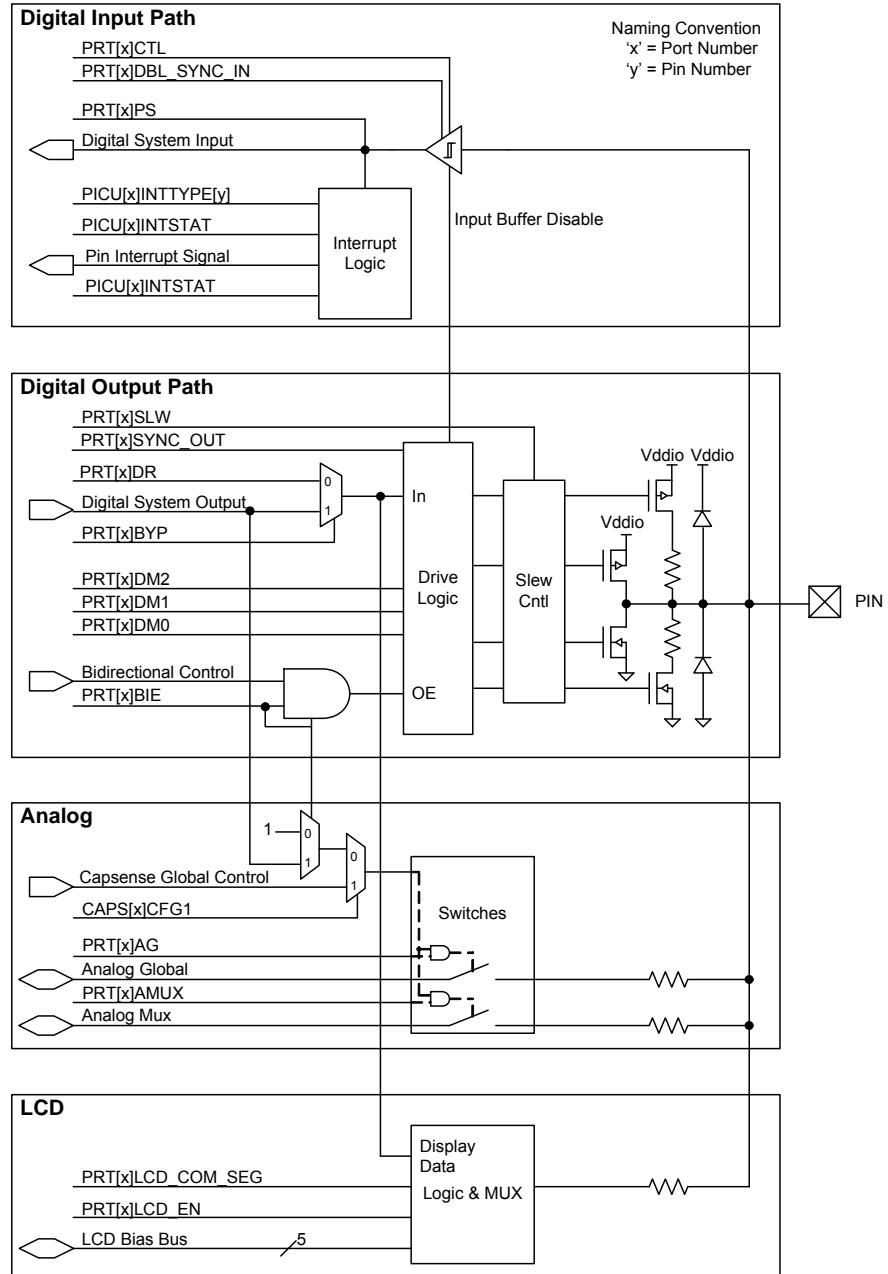 Digital Input Path
Naming Convention
‘x’ = Port Number
‘y’ = Pin Number
PRT[x]CTL
PRT[x]DBL_SYNC_IN
PRT[x]PS
Digital System Input
PICU[x]INTTYPE[y]
PICU[x]INTSTAT
Pin Interrupt Signal
PICU[x]INTSTAT
Interrupt
Logic
Input Buffer Disable
Digital Output Path
PRT[x]SLW
PRT[x]SYNC_OUT
PRT[x]DR
Digital System Output
PRT[x]BYP
0
1
PRT[x]DM2
PRT[x]DM1
PRT[x]DM0
Bidirectional Control
PRT[x]BIE
In
Drive
Logic
OE
Slew
Cntl
Vddio
Vddio
Vddio
PIN
Analog
1
0
1
0
1
Capsense Global Control
CAPS[x]CFG1
PRT[x]AG
Analog Global
PRT[x]AMUX
Analog Mux
Switches
LCD
PRT[x]LCD_COM_SEG
PRT[x]LCD_EN
LCD Bias Bus
5
Display
Data
Logic & MUX